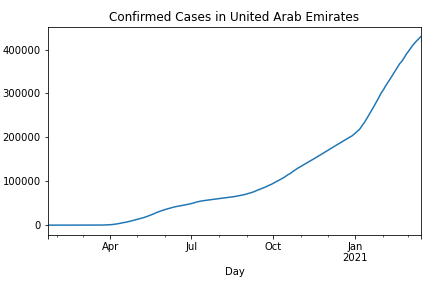 Confirmed Cases in United Arab Emirates
400000
300000
200000
100000
0
Apr Jul Oct Jan
2021
Day